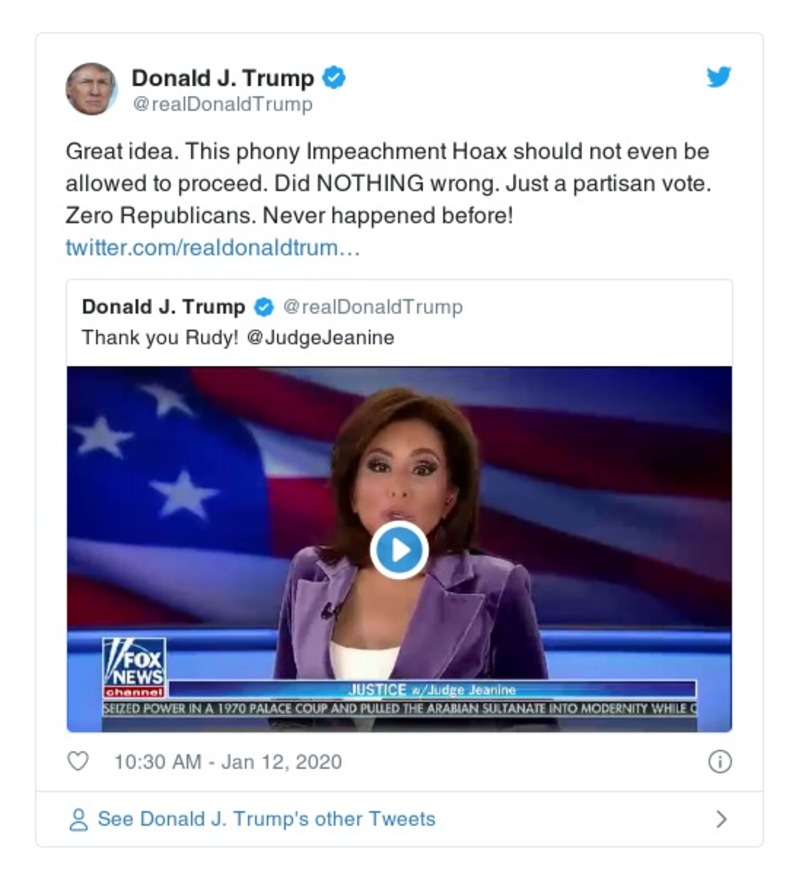 Donald J. Trump
@realDonaldTrump
Great idea. This phony Impeachment Hoax should not even be
allowed to proceed. Did NOTHING wrong. Just a partisan vote.
Zero Republicans. Never happened before!
twitter.com/realdonaldtrum…
Donald J. Trump @realDonaldTrump
Thank you Rudy! @JudgeJeanine
FOX
NEWS
channel
JUSTICE w/Judge Jeanine
SEIZED POWER IN A 1970 PALACE COUP AND PULLED THE ARABIAN SULTANATE INTO MODERNITY WHILE C
10:30 AM - Jan 12, 2020
See Donald J. Trump's other Tweets